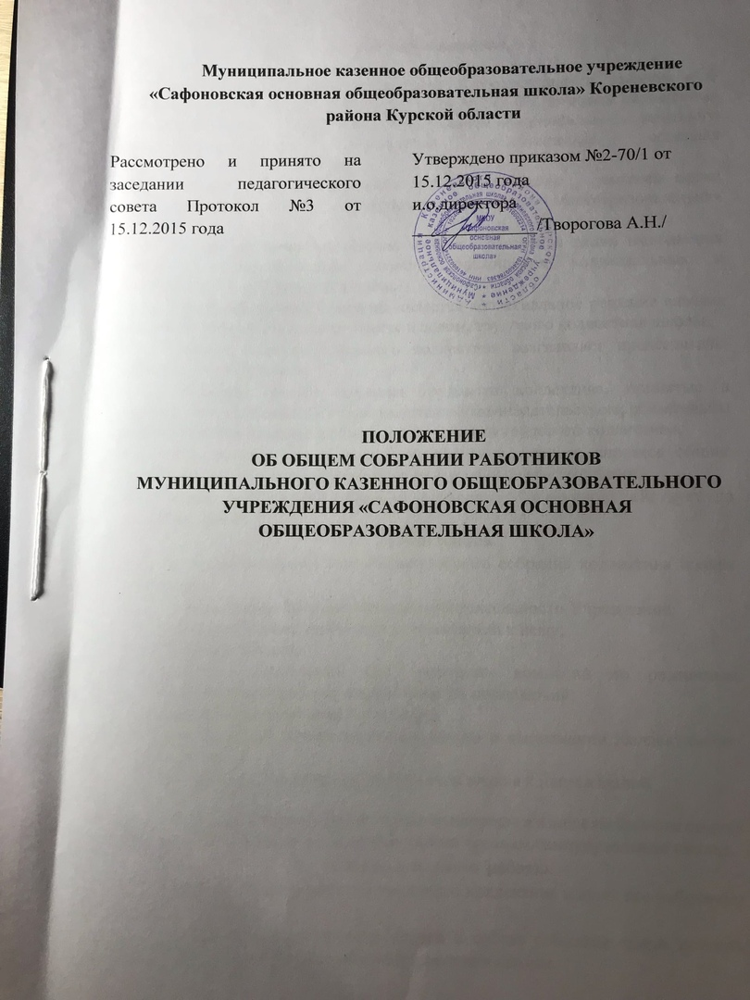 Муниципальное казенное общеобразовательное учреждение
«Сафоновская основная общеобразовательная школа» Кореневского
района Курской области
Рассмотрено и принято на
заседании педагогического
совета Протокол №3 от
15.12.2015 года
Утверждено приказом №2-70/1 от
15.12.2015 года
и.о.директора
/Творогова А.Н./
МКОУ
«Сафоновская
основная
общеобразовательная
школа»
ПОЛОЖЕНИЕ
ОБ ОБЩЕМ СОБРАНИИ РАБОТНИКОВ
МУНИЦИПАЛЬНОГО КАЗЕННОГО ОБЩЕОБРАЗОВАТЕЛЬНОГО
УЧРЕЖДЕНИЯ «САФОНОВСКАЯ ОСНОВНАЯ
ОБЩЕОБРАЗОВАТЕЛЬНАЯ ШКОЛА»